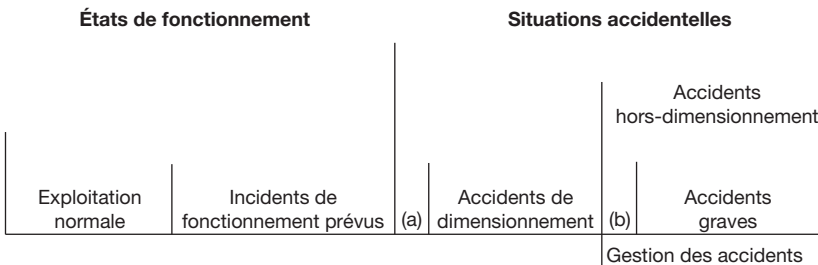 États de fonctionnement
Situations accidentelles
Accidents
hors-dimensionnement
Exploitation
normale
Incidents de
fonctionnement prévus
(a)
Accidents de
dimensionnement
(b)
Accidents
graves
Gestion des accidents